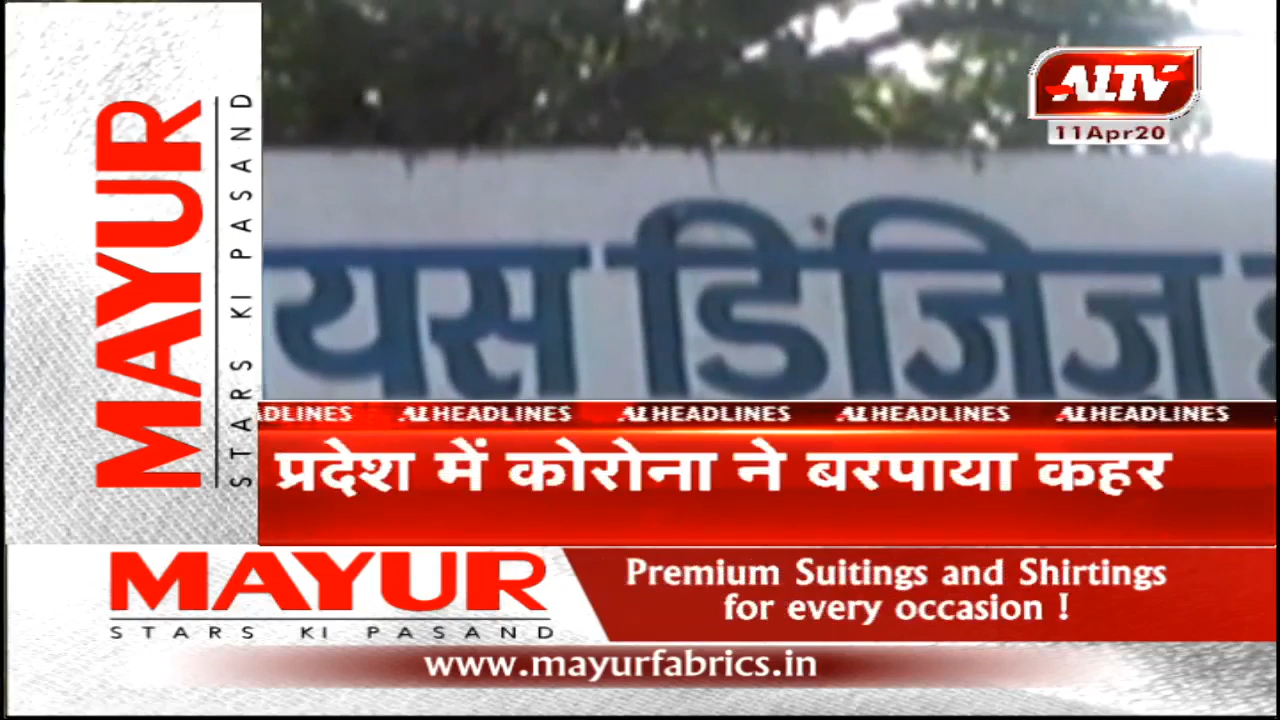 MAYUR
STARS KI PASAND
ALTV
11Apr20
यस डिजिज
ADLINES ALHEADLINES ALHEADLINES ALHEADLINES ALHEADLINES
प्रदेश में कोरोना ने बरपाया कहर
MAYUR
STARS KI PASAND
Premium Suitings and Shirtings
for every occasion !
www.mayurfabrics.in